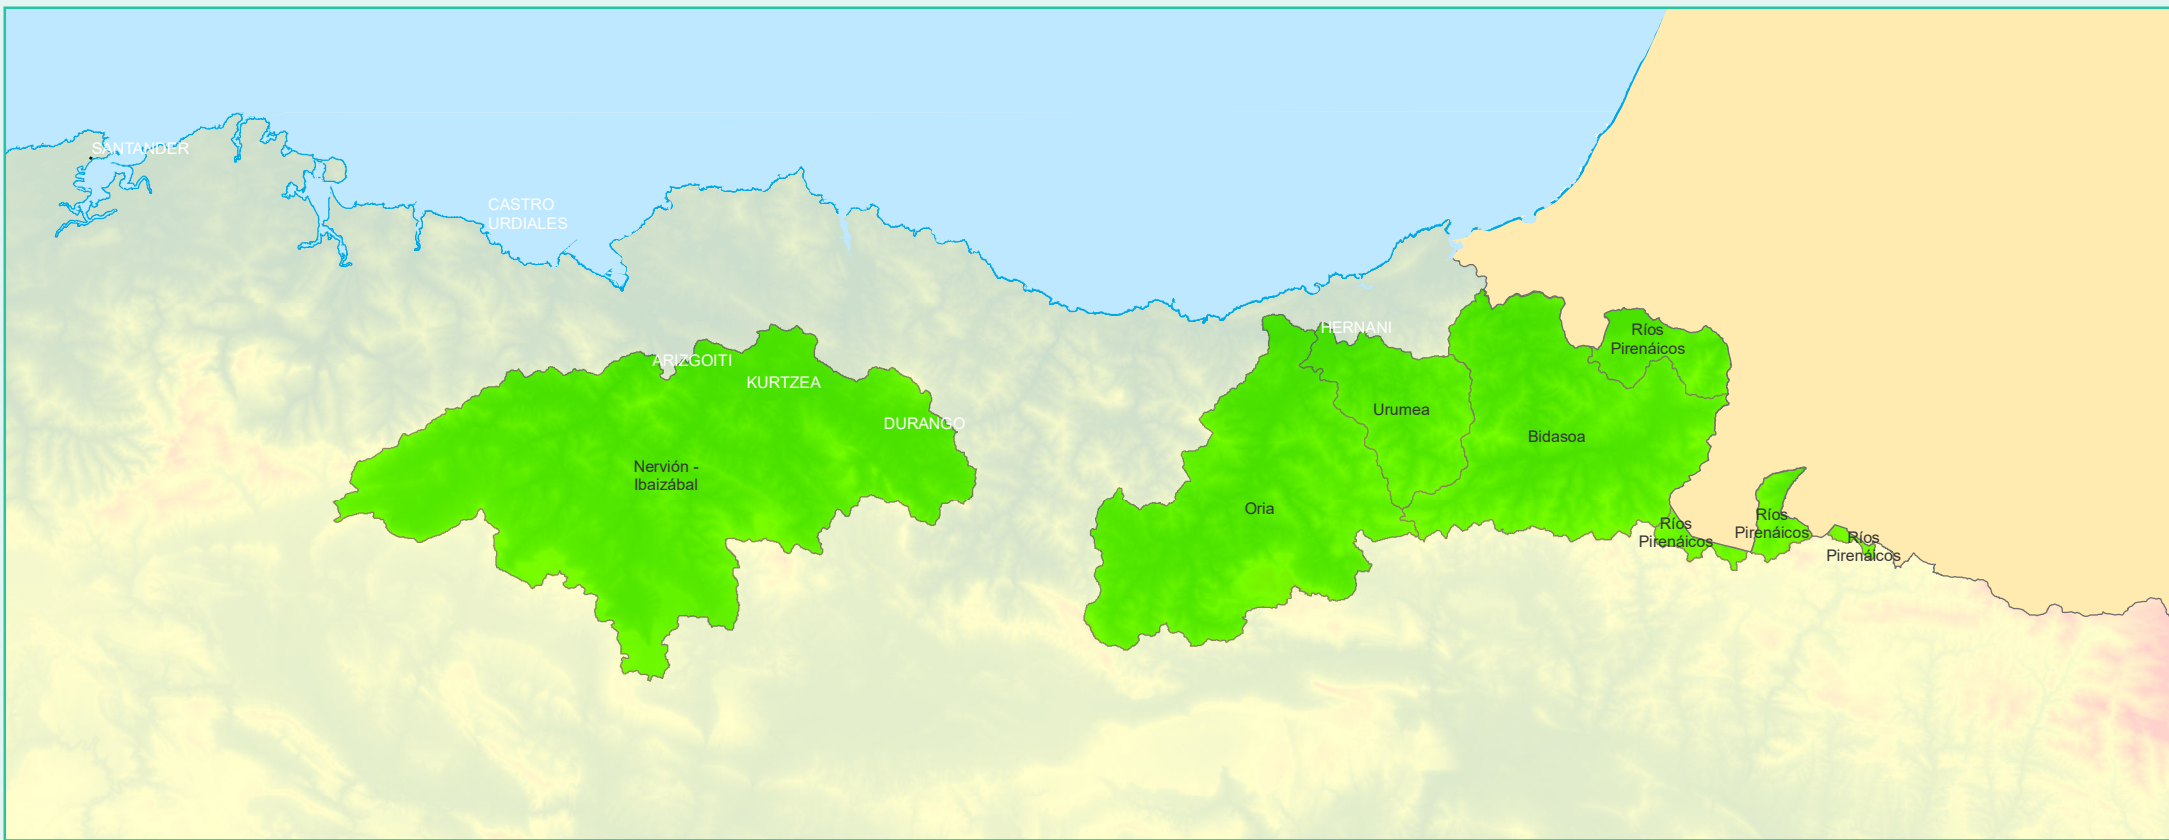 SANTANDER
CASTRO
URDIALES
HERNANI
Ríos
Pirenáicos
ARIZGOITI
KURTZEA
Urumea
DURANGO
Bidasoa
Nervión -
Ibaizábal
Oria
Ríos
Pirenáicos
Ríos
Pirenáicos
Ríos
Pirenáicos